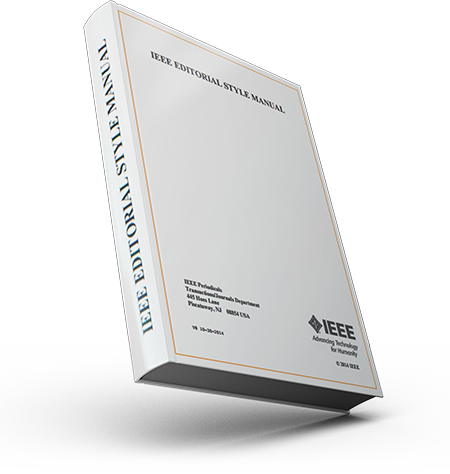 IEEE EDITORIAL STYLE MANUAL
IEEE EDITORIAL STYLE MANUAL
IEEE Periodicals
Transactions/Journals Department
445 Hoes Lane
Piscataway, NJ 08854 USA
V8 10-30-2014
IEEE
Advancing Technology
for Humanity
© 2014 IEEE